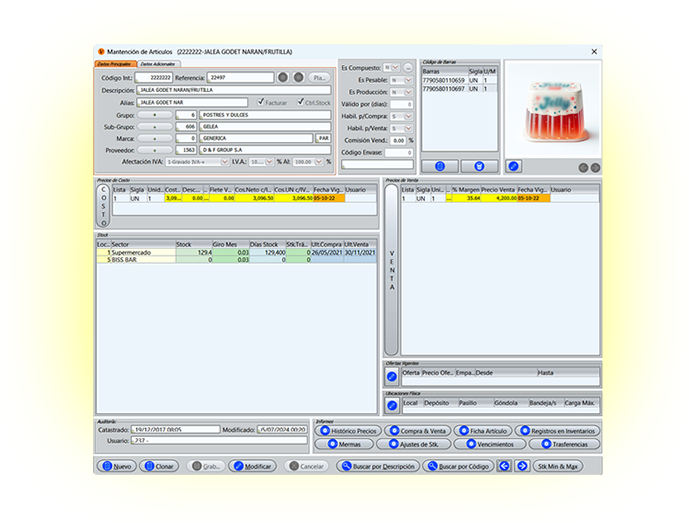 Mantención de Articulos (2222222-JALEA GODET NARAN/FRUTILLA)
Datos Principales Datos Adicionales
Código Int: 2222222 Referencia: 22497 Pla...
Descripción: JALEA GODET NARAN/FRUTILLA
Alias: JALEA GODET NAR Facturar Ctrl.Stock
Grupo: + 6 POSTRES Y DULCES
Sub-Grupo: + 606 GELEA
Marca: + 0 GENERICA PAR
Proveedor: + 1563 D & F GROUP S.A
Afectación IVA: 1-Gravado IVA-+ I.V.A.: 10.... % Al: 100.00 %
Es Compuesto: N ...
Es Pesable: N
Es Producción: N
Válido por (días): 0
Habil. p/Compra: S
Habil. p/Venta: S
Comisión Vend.: 0.00 %
Código Envase: 0
Código de Barras
Barras Sigla U/M
7790580110659 UN 1
7790580110697 UN 1
Jelly
Precios de Costo
COSTO
Lista Sigla Unid... Cost... Desc... ... Flete V... Cos.Neto c/I... Cos.UN c/IV... Fecha Vig... Usuario
1 UN 1 3,09... 0.00 ... 0.00 3,096.50 3,096.50 05-10-22
Precios de Venta
VENTA
Lista Sigla Uni... ... % Margen Precio Venta Fecha Vig... Usuario
1 UN 1 ... 35.64 4,200.00 05-10-22
Stock
Loc... Sector Stock Giro Mes Días Stock Stk.Trá... Ult.Compra Ult.Venta
1 Supermercado 129.4 0.03 129,400 0 26/05/2021 30/11/2021
5 BISS BAR 0 0.03 0 0
Ofertas Vigentes
Oferta Precio Ofe... Empa... Desde Hasta
Ubicaciones Física
Local Depósito Pasillo Góndola Bandeja/s Carga Máx.
Auditoría:
Catastrado: 19/12/2017 08:05 Modificado: 5/07/2024 00:20
Usuario: 237 -
Informes
Histórico Precios Compra & Venta Ficha Artículo Registros en Inventarios
Mermas Ajustes de Stk. Vencimientos Trasferencias
Nuevo Clonar Grab... Modificar Cancelar Buscar por Descripción Buscar por Código Stk Min & Max